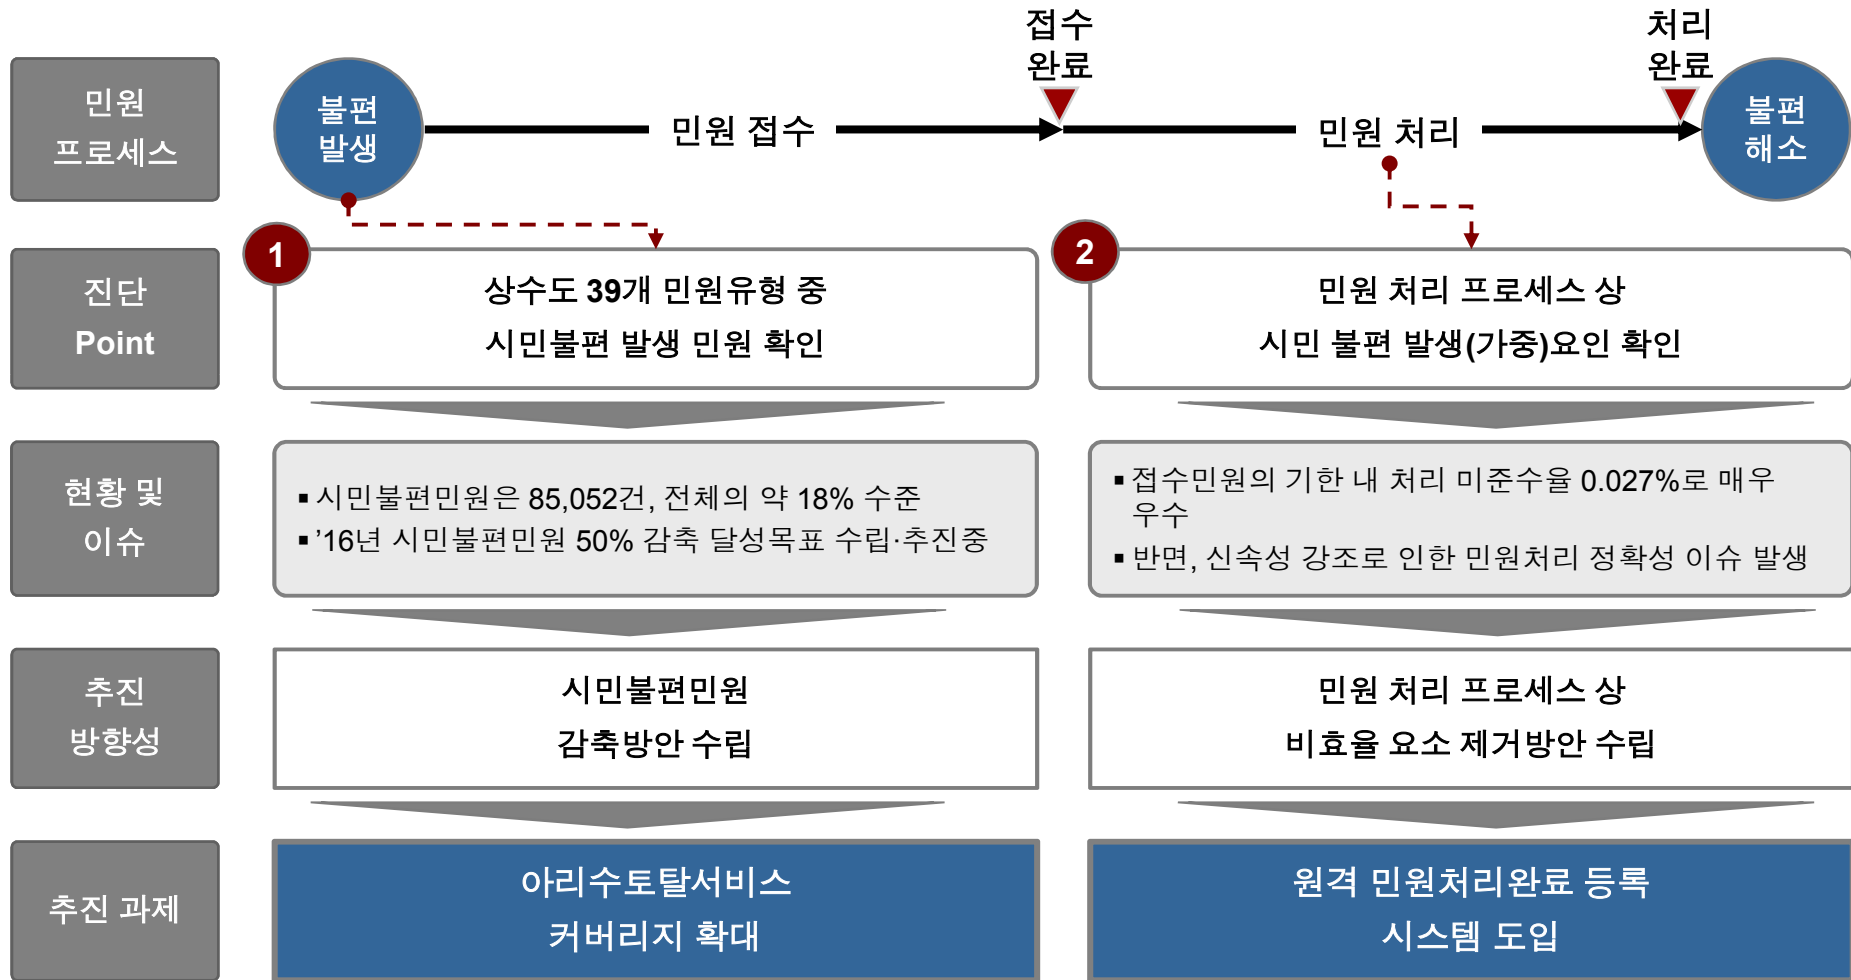 접수
완료
처리
완료
민원
프로세스
불편
발생
민원 접수
민원 처리
불편
해소
진단
Point
1
상수도 39개 민원유형 중
시민불편 발생 민원 확인
2
민원 처리 프로세스 상
시민 불편 발생(가중)요인 확인
현황 및
이슈
▪ 시민불편민원은 85,052건, 전체의 약 18% 수준
▪ ’16년 시민불편민원 50% 감축 달성목표 수립·추진중
▪ 접수민원의 기한 내 처리 미준수율 0.027%로 매우
우수
▪ 반면, 신속성 강조로 인한 민원처리 정확성 이슈 발생
추진
방향성
시민불편민원
감축방안 수립
민원 처리 프로세스 상
비효율 요소 제거방안 수립
추진 과제
아리수토탈서비스
커버리지 확대
원격 민원처리완료 등록
시스템 도입